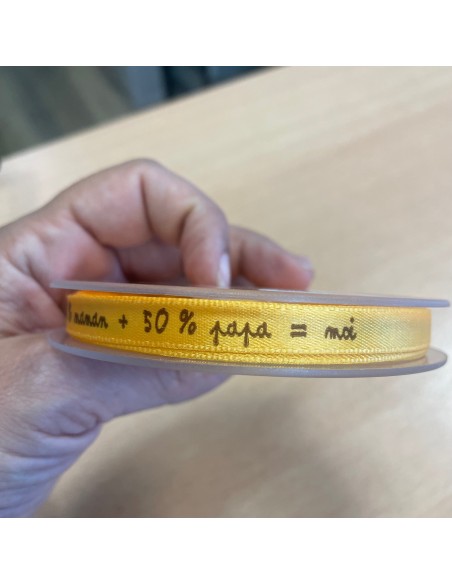 maman + 50 % papa = moi